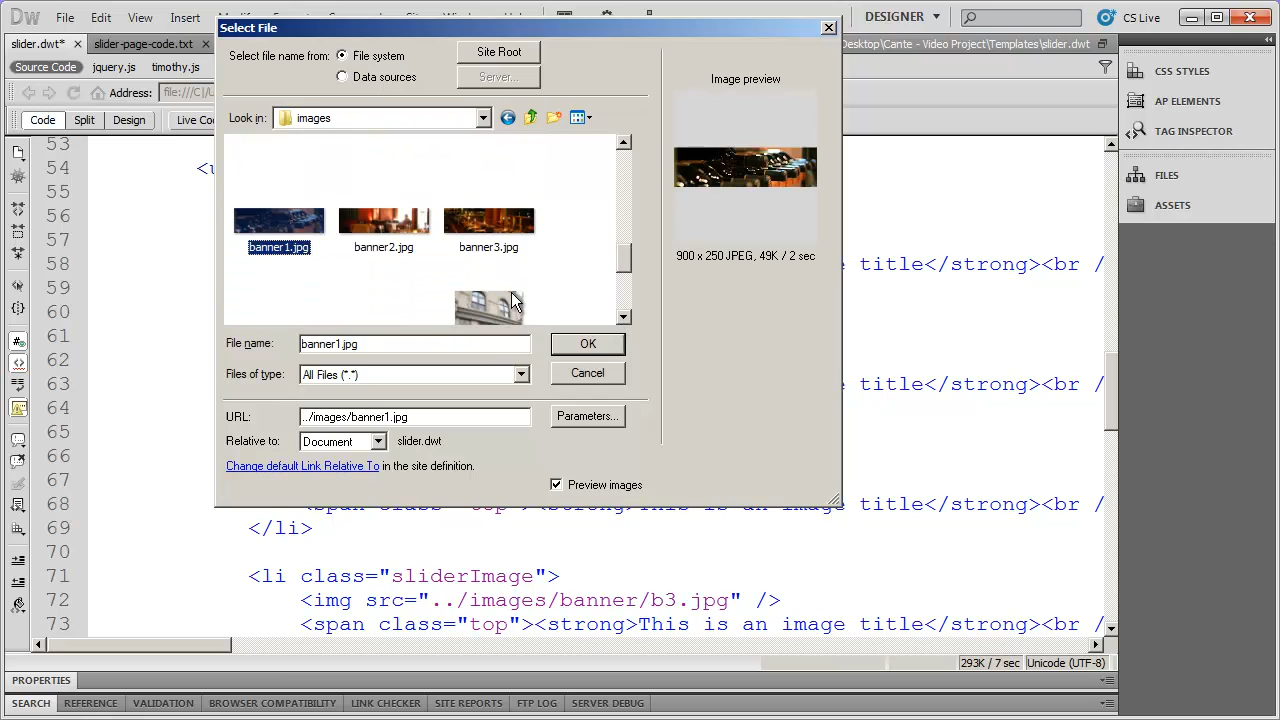 Dw File Edit View Insert DESIGNER CS Live
Select File
slider.dwt* slider-page-code.txt Desktop\Cante - Video Project\Templates\slider.dwt
Source Code jquery.js timothy.js
Address:
Code Split Design Live Co
Select file name from: File system Site Root
Data sources Server...
Look in: images
Image preview
banner1.jpg banner2.jpg banner3.jpg
900 x 250 JPEG, 49K / 2 sec
File name: banner1.jpg OK
Files of type: All Files (*.*) Cancel
URL: ../images/banner1.jpg Parameters...
Relative to: Document slider.dwt
Change default Link Relative To in the site definition.
Preview images
CSS STYLES
AP ELEMENTS
TAG INSPECTOR
FILES
ASSETS
53
54 <u
55
56
57
58 e title</strong><br /
59
60
61
62
63 e title</strong><br /
64
65
66
67
68 <span class="top"><strong>This is an image title</strong><br /
69 </li>
70
71 <li class="sliderImage">
72 <img src="../images/banner/b3.jpg" />
73 <span class="top"><strong>This is an image title</strong><br /
293K / 7 sec Unicode (UTF-8)
PROPERTIES
SEARCH REFERENCE VALIDATION BROWSER COMPATIBILITY LINK CHECKER SITE REPORTS FTP LOG SERVER DEBUG